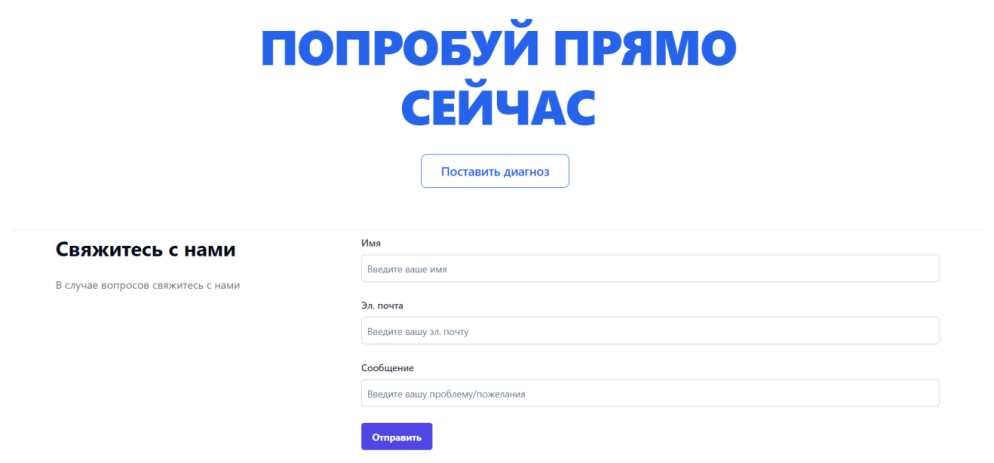 ПОПРОБУЙ ПРЯМО
СЕЙЧАС
Поставить диагноз
Свяжитесь с нами
В случае вопросов свяжитесь с нами
Имя
Введите ваше имя
Эл. почта
Введите вашу эл. почту
Сообщение
Введите вашу проблему/пожелания
Отправить